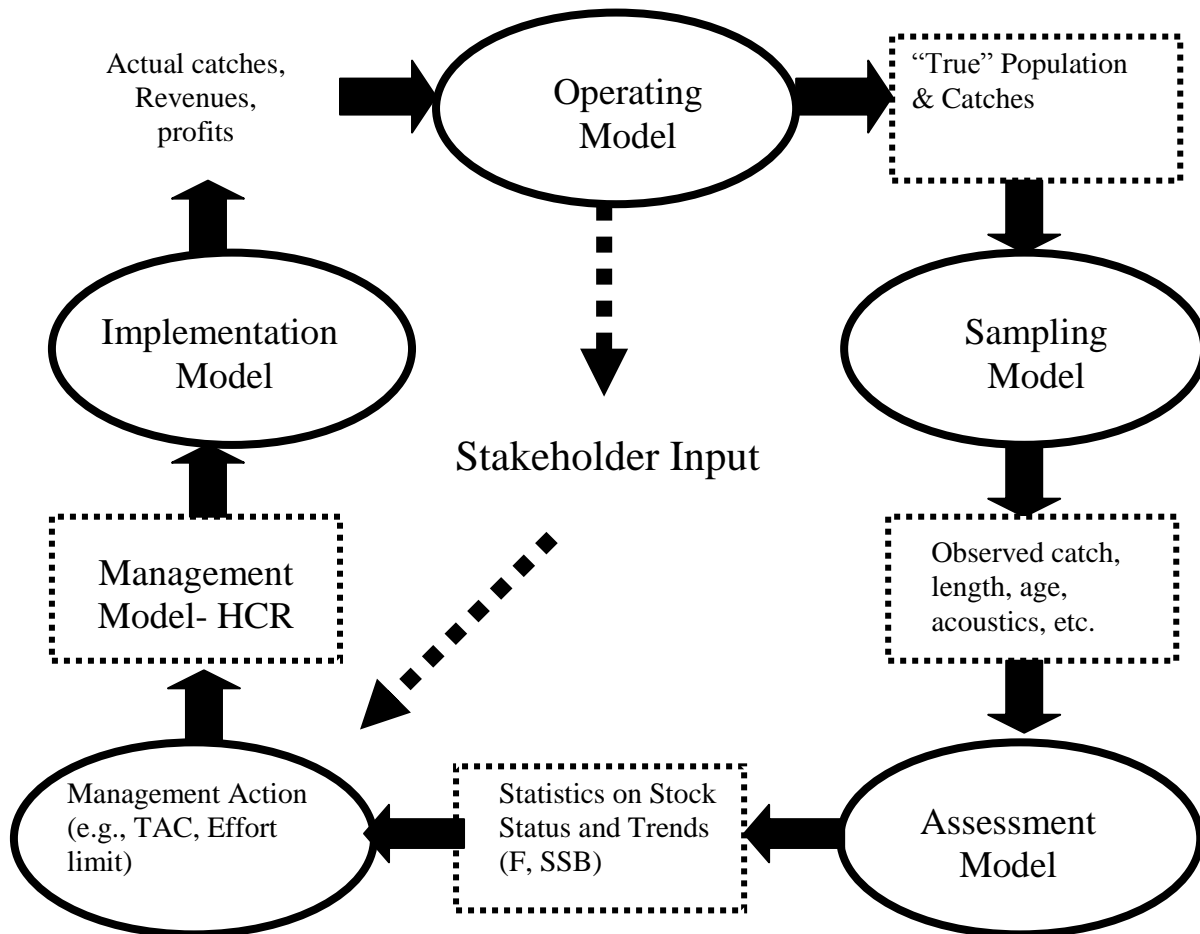 Actual catches,
Revenues,
profits
Operating
Model
“True” Population
& Catches
Implementation
Model
Sampling
Model
Stakeholder Input
Management
Model- HCR
Observed catch,
length, age,
acoustics, etc.
Management Action
(e.g., TAC, Effort
limit)
Statistics on Stock
Status and Trends
(F, SSB)
Assessment
Model